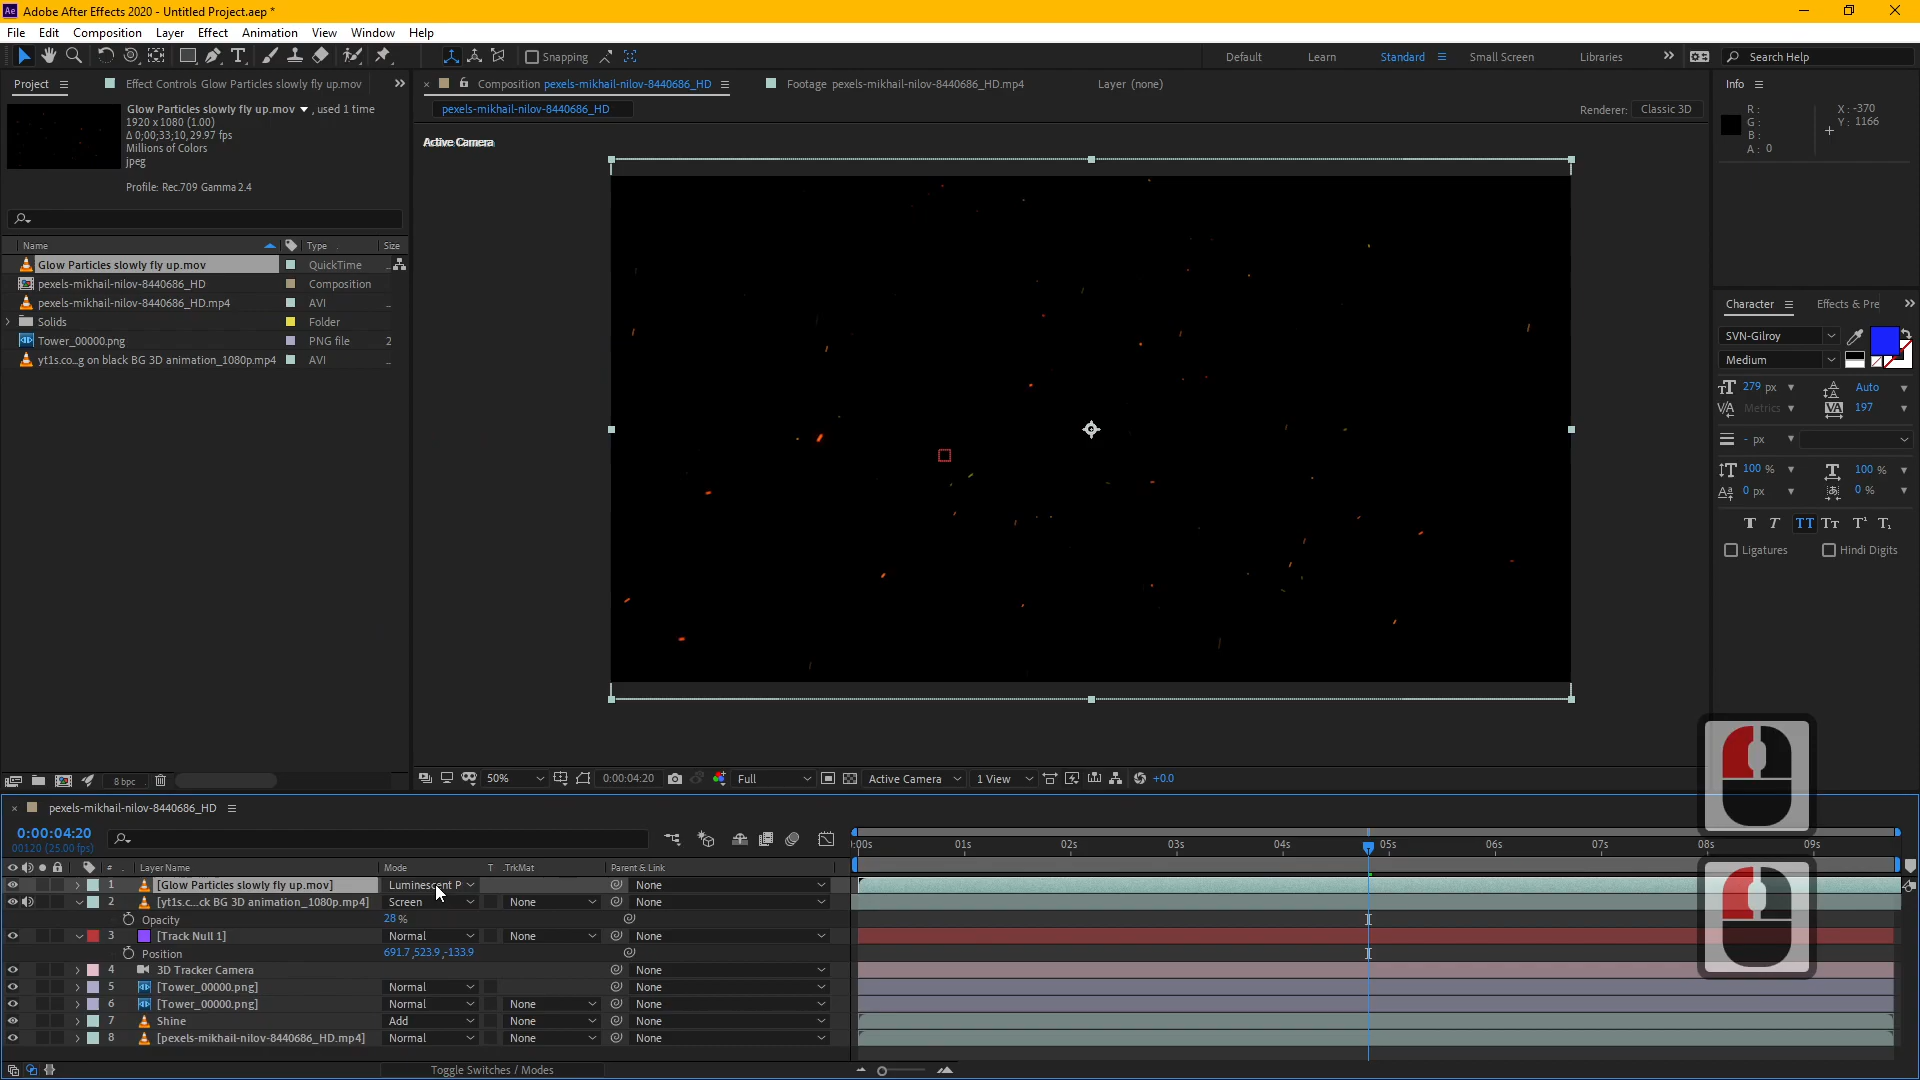 Adobe After Effects 2020 - Untitled Project.aep *
File Edit Composition Layer Effect Animation View Window Help
Snapping
Default Learn Standard Small Screen Libraries Search Help
Project Effect Controls Glow Particles slowly fly up.mov
Composition pexels-mikhail-nilov-8440686_HD Footage pexels-mikhail-nilov-8440686_HD.mp4 Layer (none)
pexels-mikhail-nilov-8440686_HD
Renderer: Classic 3D
Active Camera
Glow Particles slowly fly up.mov , used 1 time
1920 x 1080 (1.00)
Δ 0;00;33;10, 29.97 fps
Millions of Colors
jpeg
Profile: Rec.709 Gamma 2.4
Name Type Size
Glow Particles slowly fly up.mov QuickTime
pexels-mikhail-nilov-8440686_HD Composition
pexels-mikhail-nilov-8440686_HD.mp4 AVI
Solids Folder
Tower_00000.png PNG file 2
yt1s.co...g on black BG 3D animation_1080p.mp4 AVI
8 bpc
Info
R : X : -370
G : Y : 1166
B :
A : 0
Character Effects & Pre
SVN-Gilroy
Medium
279 px Auto
Metrics 197
- px
100 % 100 %
0 px 0 %
Ligatures Hindi Digits
50% 0:00:04:20 Full Active Camera 1 View +0.0
pexels-mikhail-nilov-8440686_HD
0:00:04:20
00120 (25.00 fps)
:00s 01s 02s 03s 04s 05s 06s 07s 08s 09s
# Layer Name Mode T .TrkMat Parent & Link
1 [Glow Particles slowly fly up.mov] Luminescent P None
2 [yt1s.c...ck BG 3D animation_1080p.mp4] Screen None None
Opacity 28 %
3 [Track Null 1] Normal None None
Position 691.7 ,523.9 ,-133.9
4 3D Tracker Camera None
5 [Tower_00000.png] Normal None
6 [Tower_00000.png] Normal None None
7 Shine Add None None
8 [pexels-mikhail-nilov-8440686_HD.mp4] Normal None None
Toggle Switches / Modes